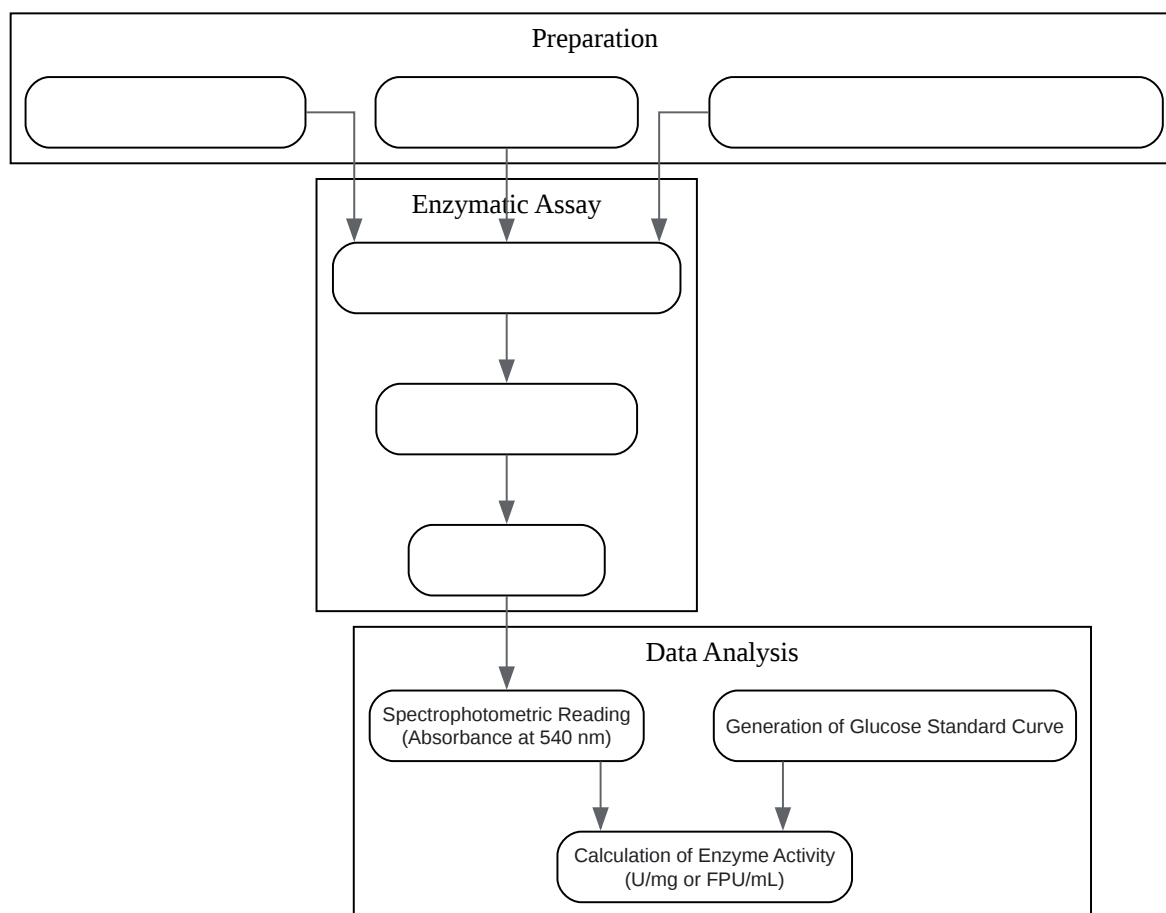 Preparation
Enzymatic Assay
Data Analysis
Spectrophotometric Reading
(Absorbance at 540 nm)
Generation of Glucose Standard Curve
Calculation of Enzyme Activity
(U/mg or FPU/mL)